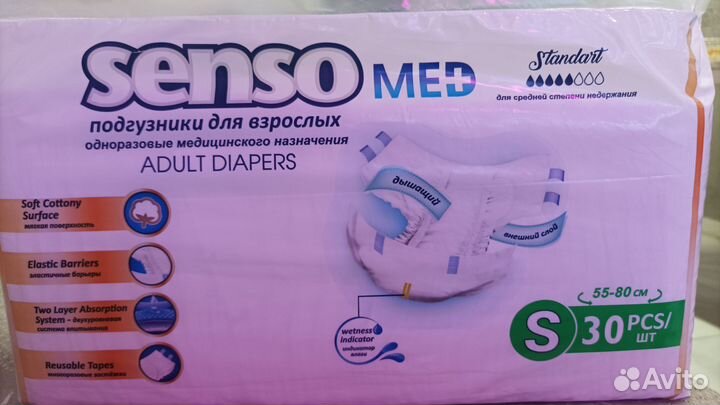 senso MED
подгузники для взрослых
одноразовые медицинского назначения
ADULT DIAPERS
Standart
для средней степени недержания
Soft Cottony
Surface
мягкая поверхность
Elastic Barriers
эластичные барьеры
Two Layer Absorption
System - двухуровневая
система впитывания
Reusable Tapes
многоразовые застёжки
дышащий
внешний слой
wetness
indicator
индикатор
влаги
55-80 см
S 30 PCS/
ШТ
Avito